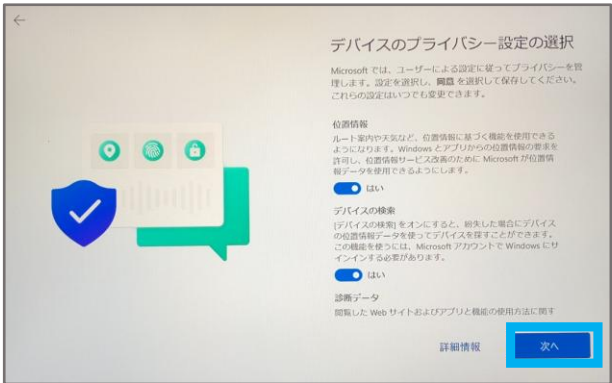 デバイスのプライバシー設定の選択
Microsoft では、ユーザーによる設定に従ってプライバシーを管
理します。設定を選択し、同意 を選択して保存してください。
これらの設定はいつでも変更できます。
位置情報
ルート案内や天気など、位置情報に基づく機能を使用できる
ようになります。Windows とアプリからの位置情報の要求を
許可し、位置情報サービス改善のために Microsoft が位置情
報データを使用できるようにします。
はい
デバイスの検索
[デバイスの検索] をオンにすると、紛失した場合にデバイス
の位置情報データを使ってデバイスを探すことができます。
この機能を使うには、Microsoft アカウントで Windows にサ
インインする必要があります。
はい
診断データ
閲覧した Web サイトおよびアプリと機能の使用方法に関す
詳細情報
次へ